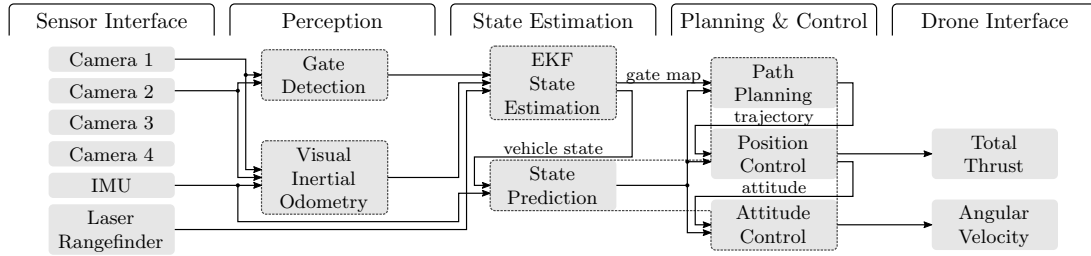 Sensor Interface
Perception
State Estimation
Planning & Control
Drone Interface
Camera 1
Camera 2
Camera 3
Camera 4
IMU
Laser
Rangefinder
Gate
Detection
Visual
Inertial
Odometry
EKF
State
Estimation
vehicle state
State
Prediction
gate map
Path
Planning
trajectory
Position
Control
attitude
Attitude
Control
Total
Thrust
Angular
Velocity